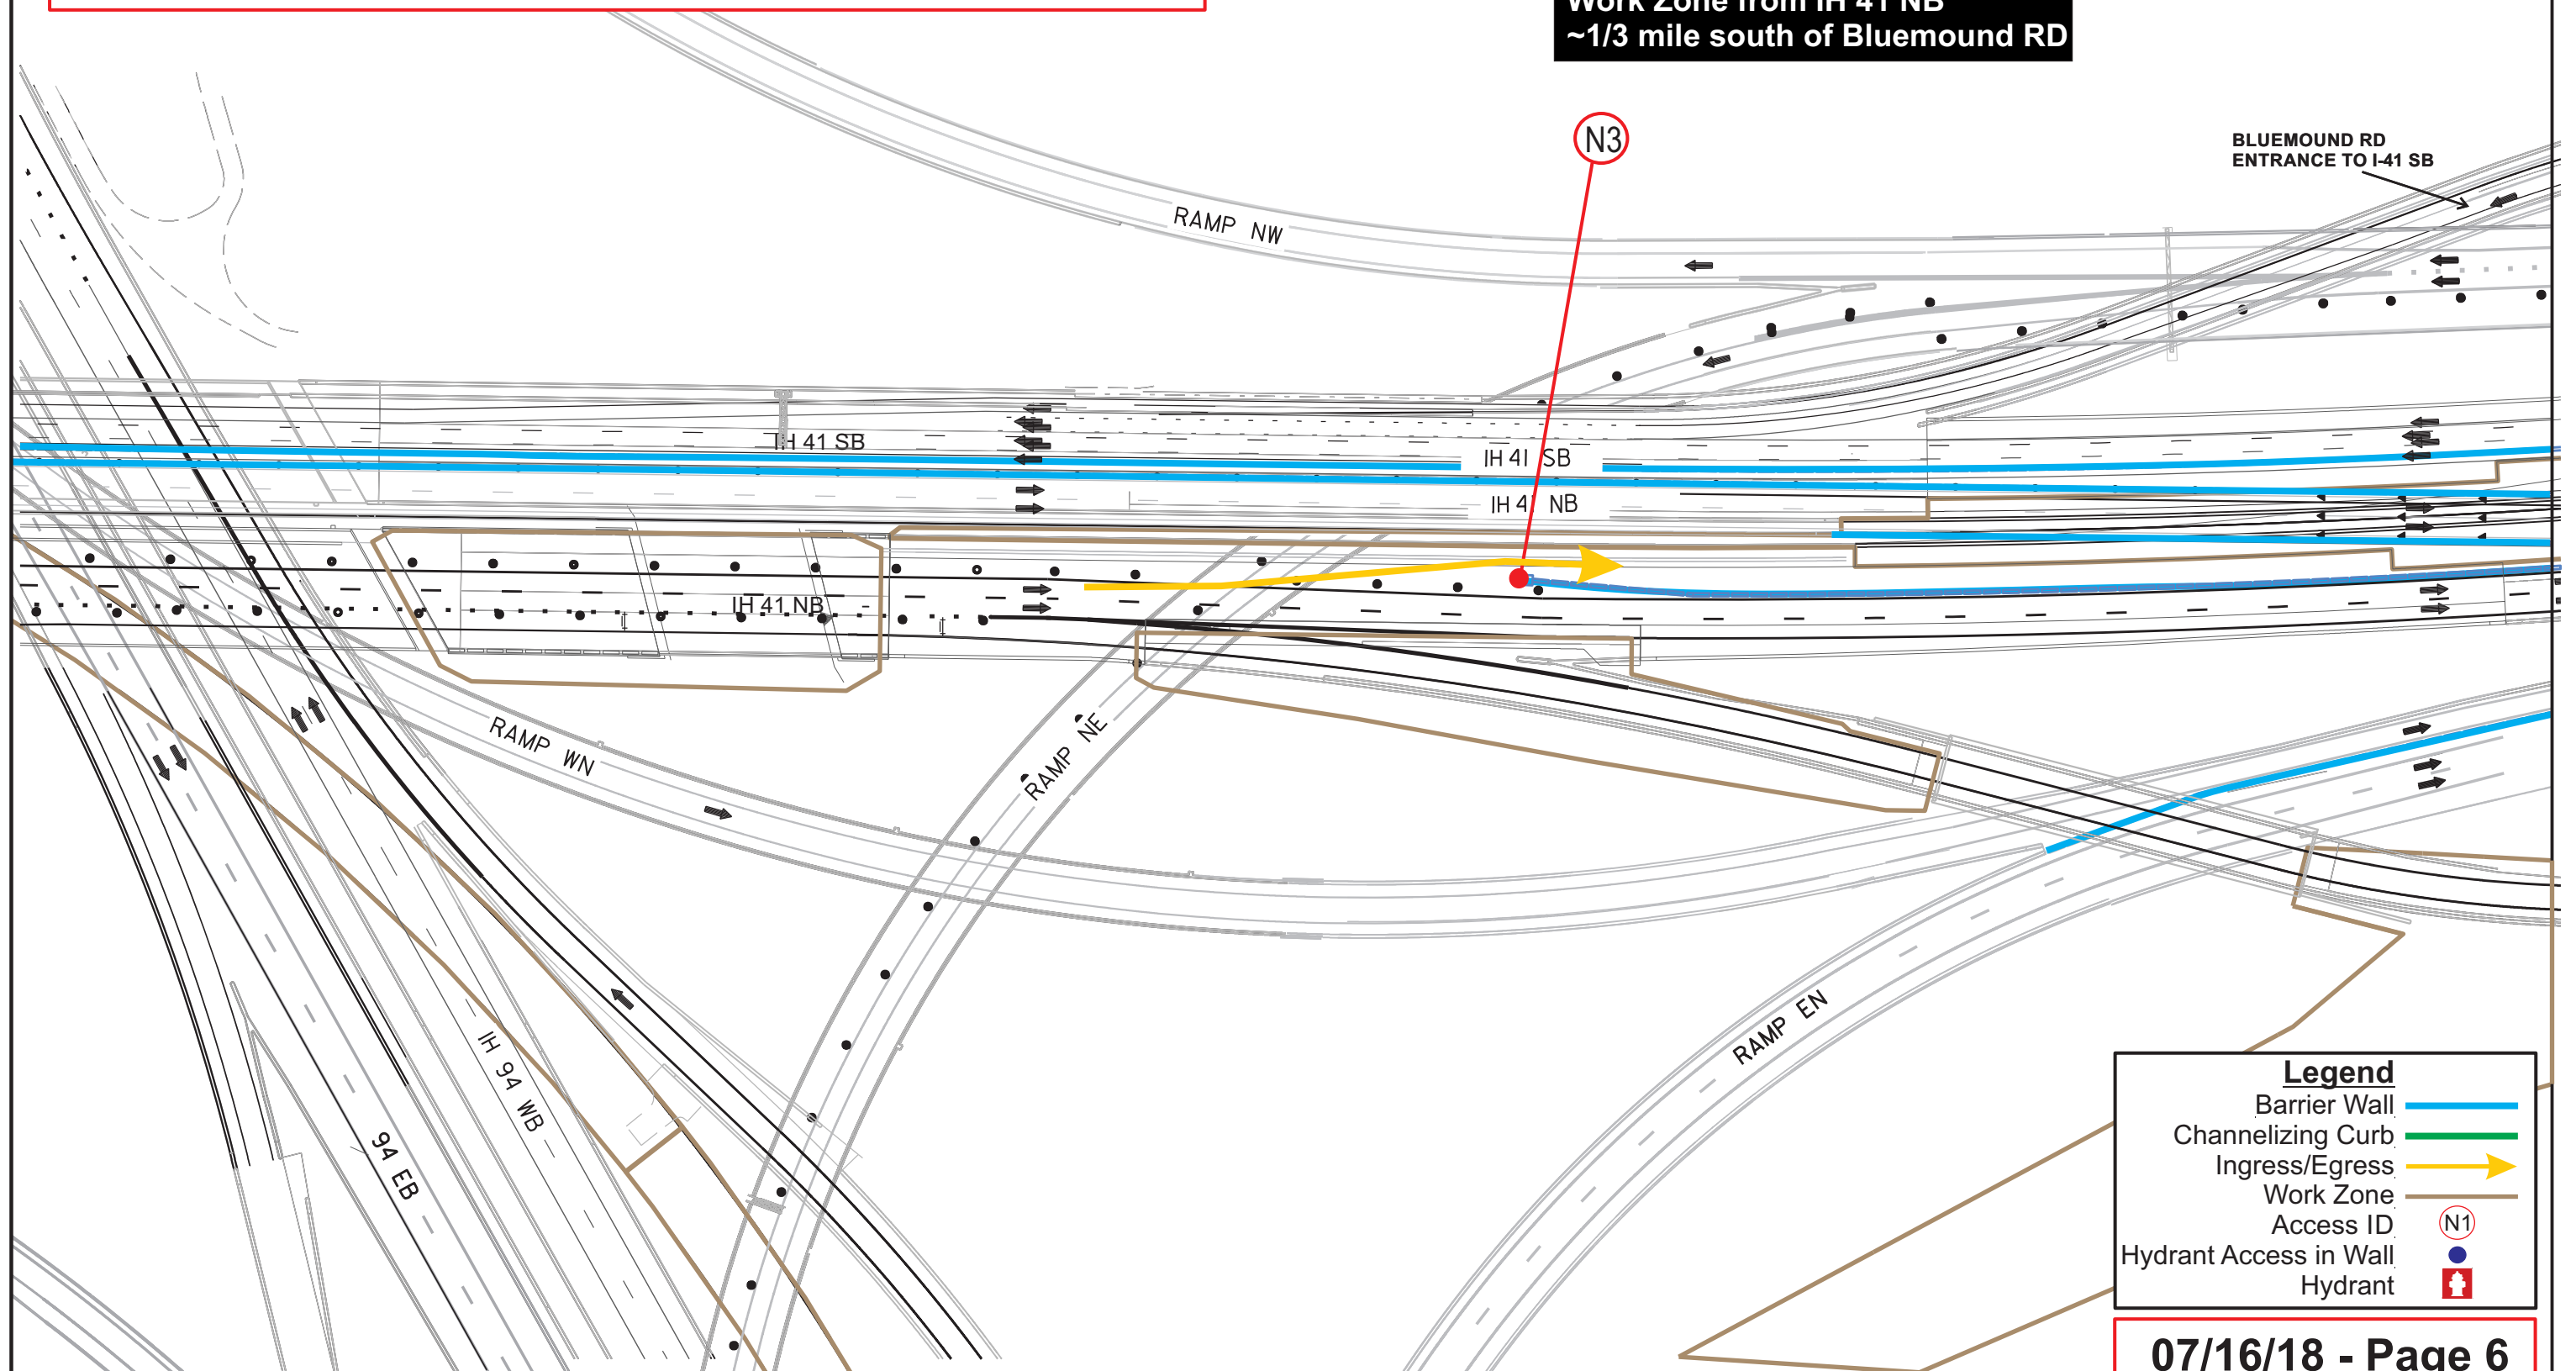 Work Zone from IH 41 NB
~1/3 mile south of Bluemound RD
N3
BLUEMOUND RD
ENTRANCE TO I-41 SB
RAMP NW
IH 41 SB
IH 41 SB
IH 41 NB
IH 41 NB
RAMP WN
RAMP NE
RAMP EN
IH 94 WB
94 EB
Legend
Barrier Wall
Channelizing Curb
Ingress/Egress
Work Zone
Access ID N1
Hydrant Access in Wall
Hydrant
07/16/18 - Page 6